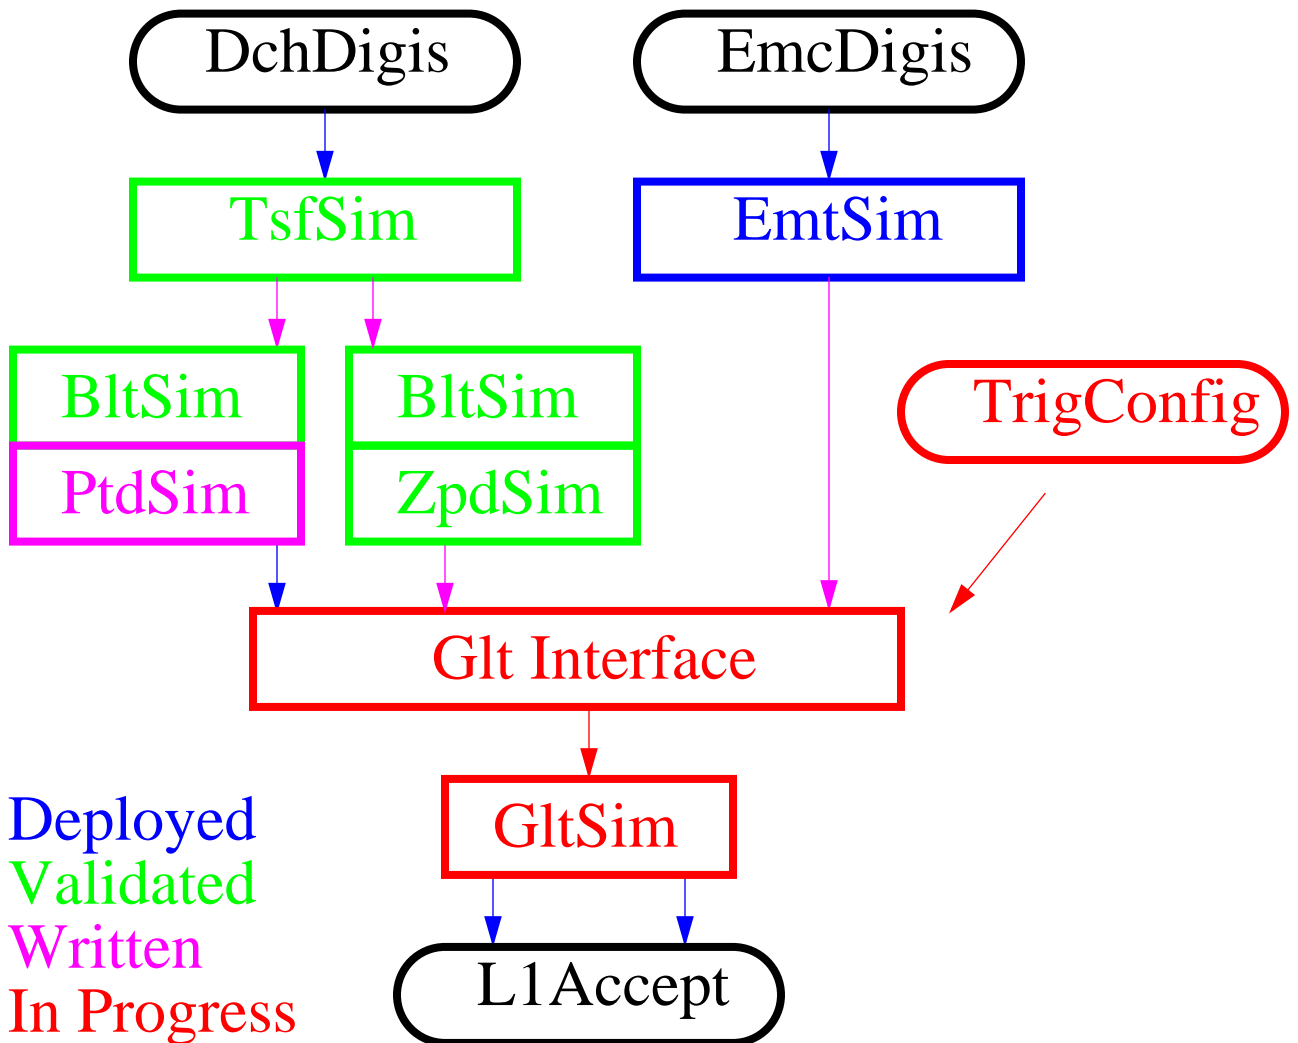 DchDigis
EmcDigis
TsfSim
EmtSim
BltSim
BltSim
TrigConfig
PtdSim
ZpdSim
Glt Interface
GltSim
Deployed
Validated
Written
In Progress
L1Accept